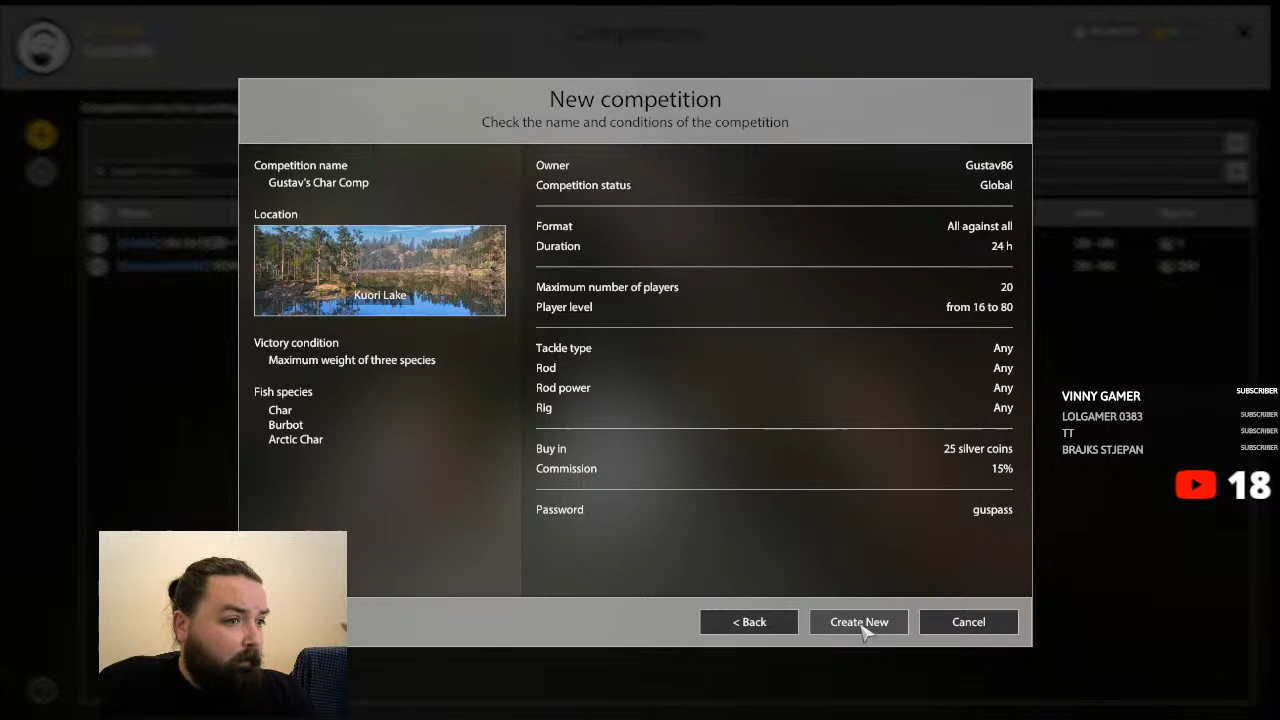 New competition
Check the name and conditions of the competition
Competition name
Gustav's Char Comp
Location
Kuori Lake
Victory condition
Maximum weight of three species
Fish species
Char
Burbot
Arctic Char
Owner Gustav86
Competition status Global
Format All against all
Duration 24 h
Maximum number of players 20
Player level from 16 to 80
Tackle type Any
Rod Any
Rod power Any
Rig Any
Buy in 25 silver coins
Commission 15%
Password guspass
< Back Create New Cancel
VINNY GAMER SUBSCRIBER
LOLGAMER 0383 SUBSCRIBER
TT SUBSCRIBER
BRAJKS STJEPAN SUBSCRIBER
18